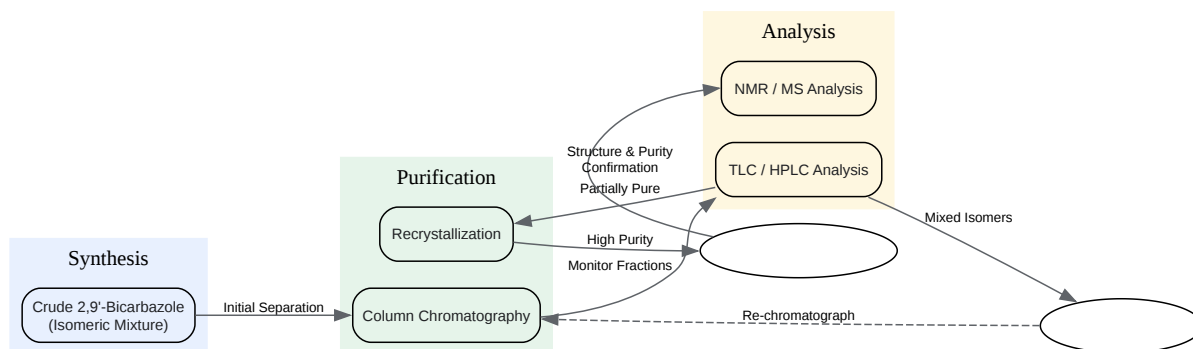 Analysis
NMR / MS Analysis
Structure & Purity
Confirmation
TLC / HPLC Analysis
Purification
Partially Pure
Recrystallization
High Purity
Mixed Isomers
Synthesis
Monitor Fractions
Crude 2,9'-Bicarbazole
(Isomeric Mixture)
Initial Separation
Column Chromatography
Re-chromatograph